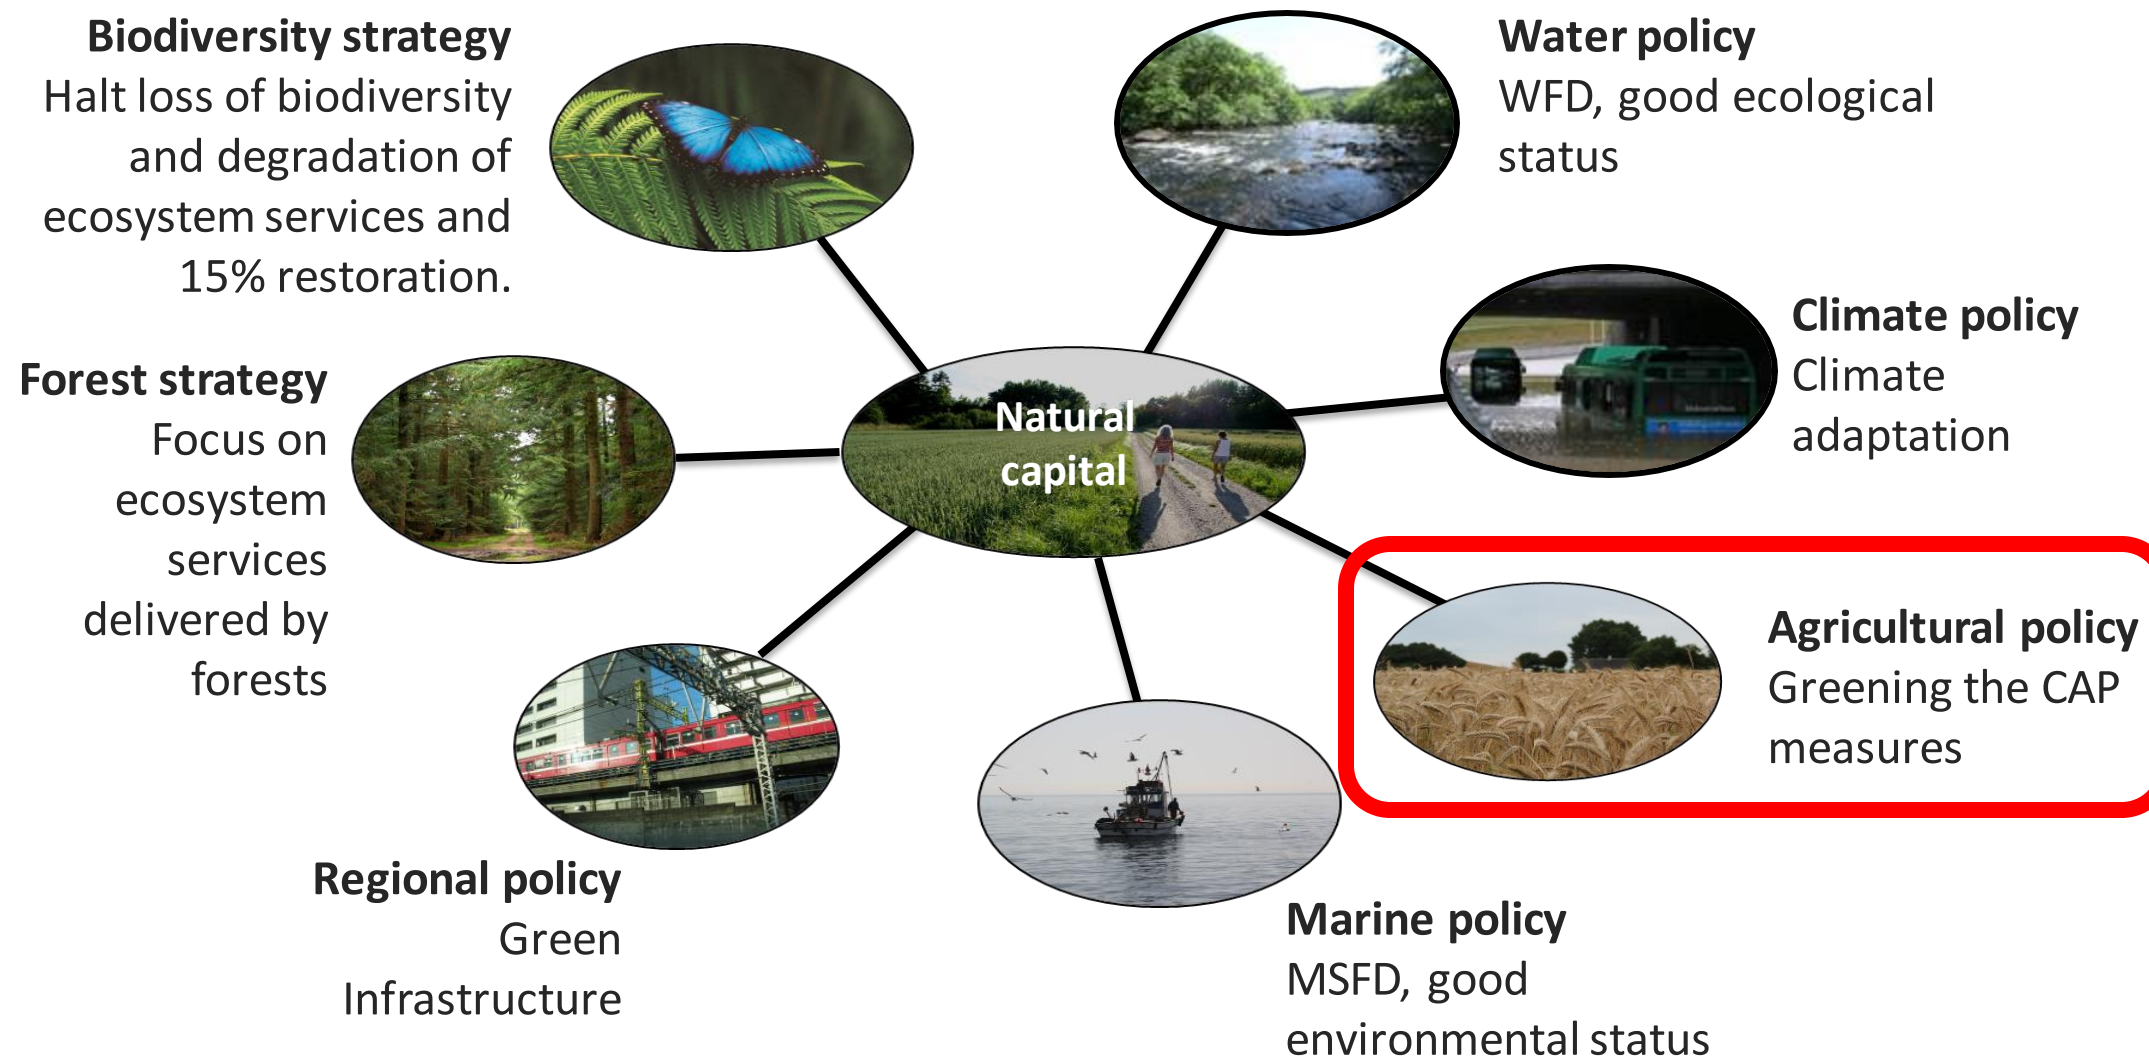 Biodiversity strategy
Halt loss of biodiversity
and degradation of
ecosystem services and
15% restoration.
Water policy
WFD, good ecological
status
Climate policy
Climate
adaptation
Forest strategy
Focus on
ecosystem
services
delivered by
forests
Natural
capital
Agricultural policy
Greening the CAP
measures
Regional policy
Green
Infrastructure
Marine policy
MSFD, good
environmental status